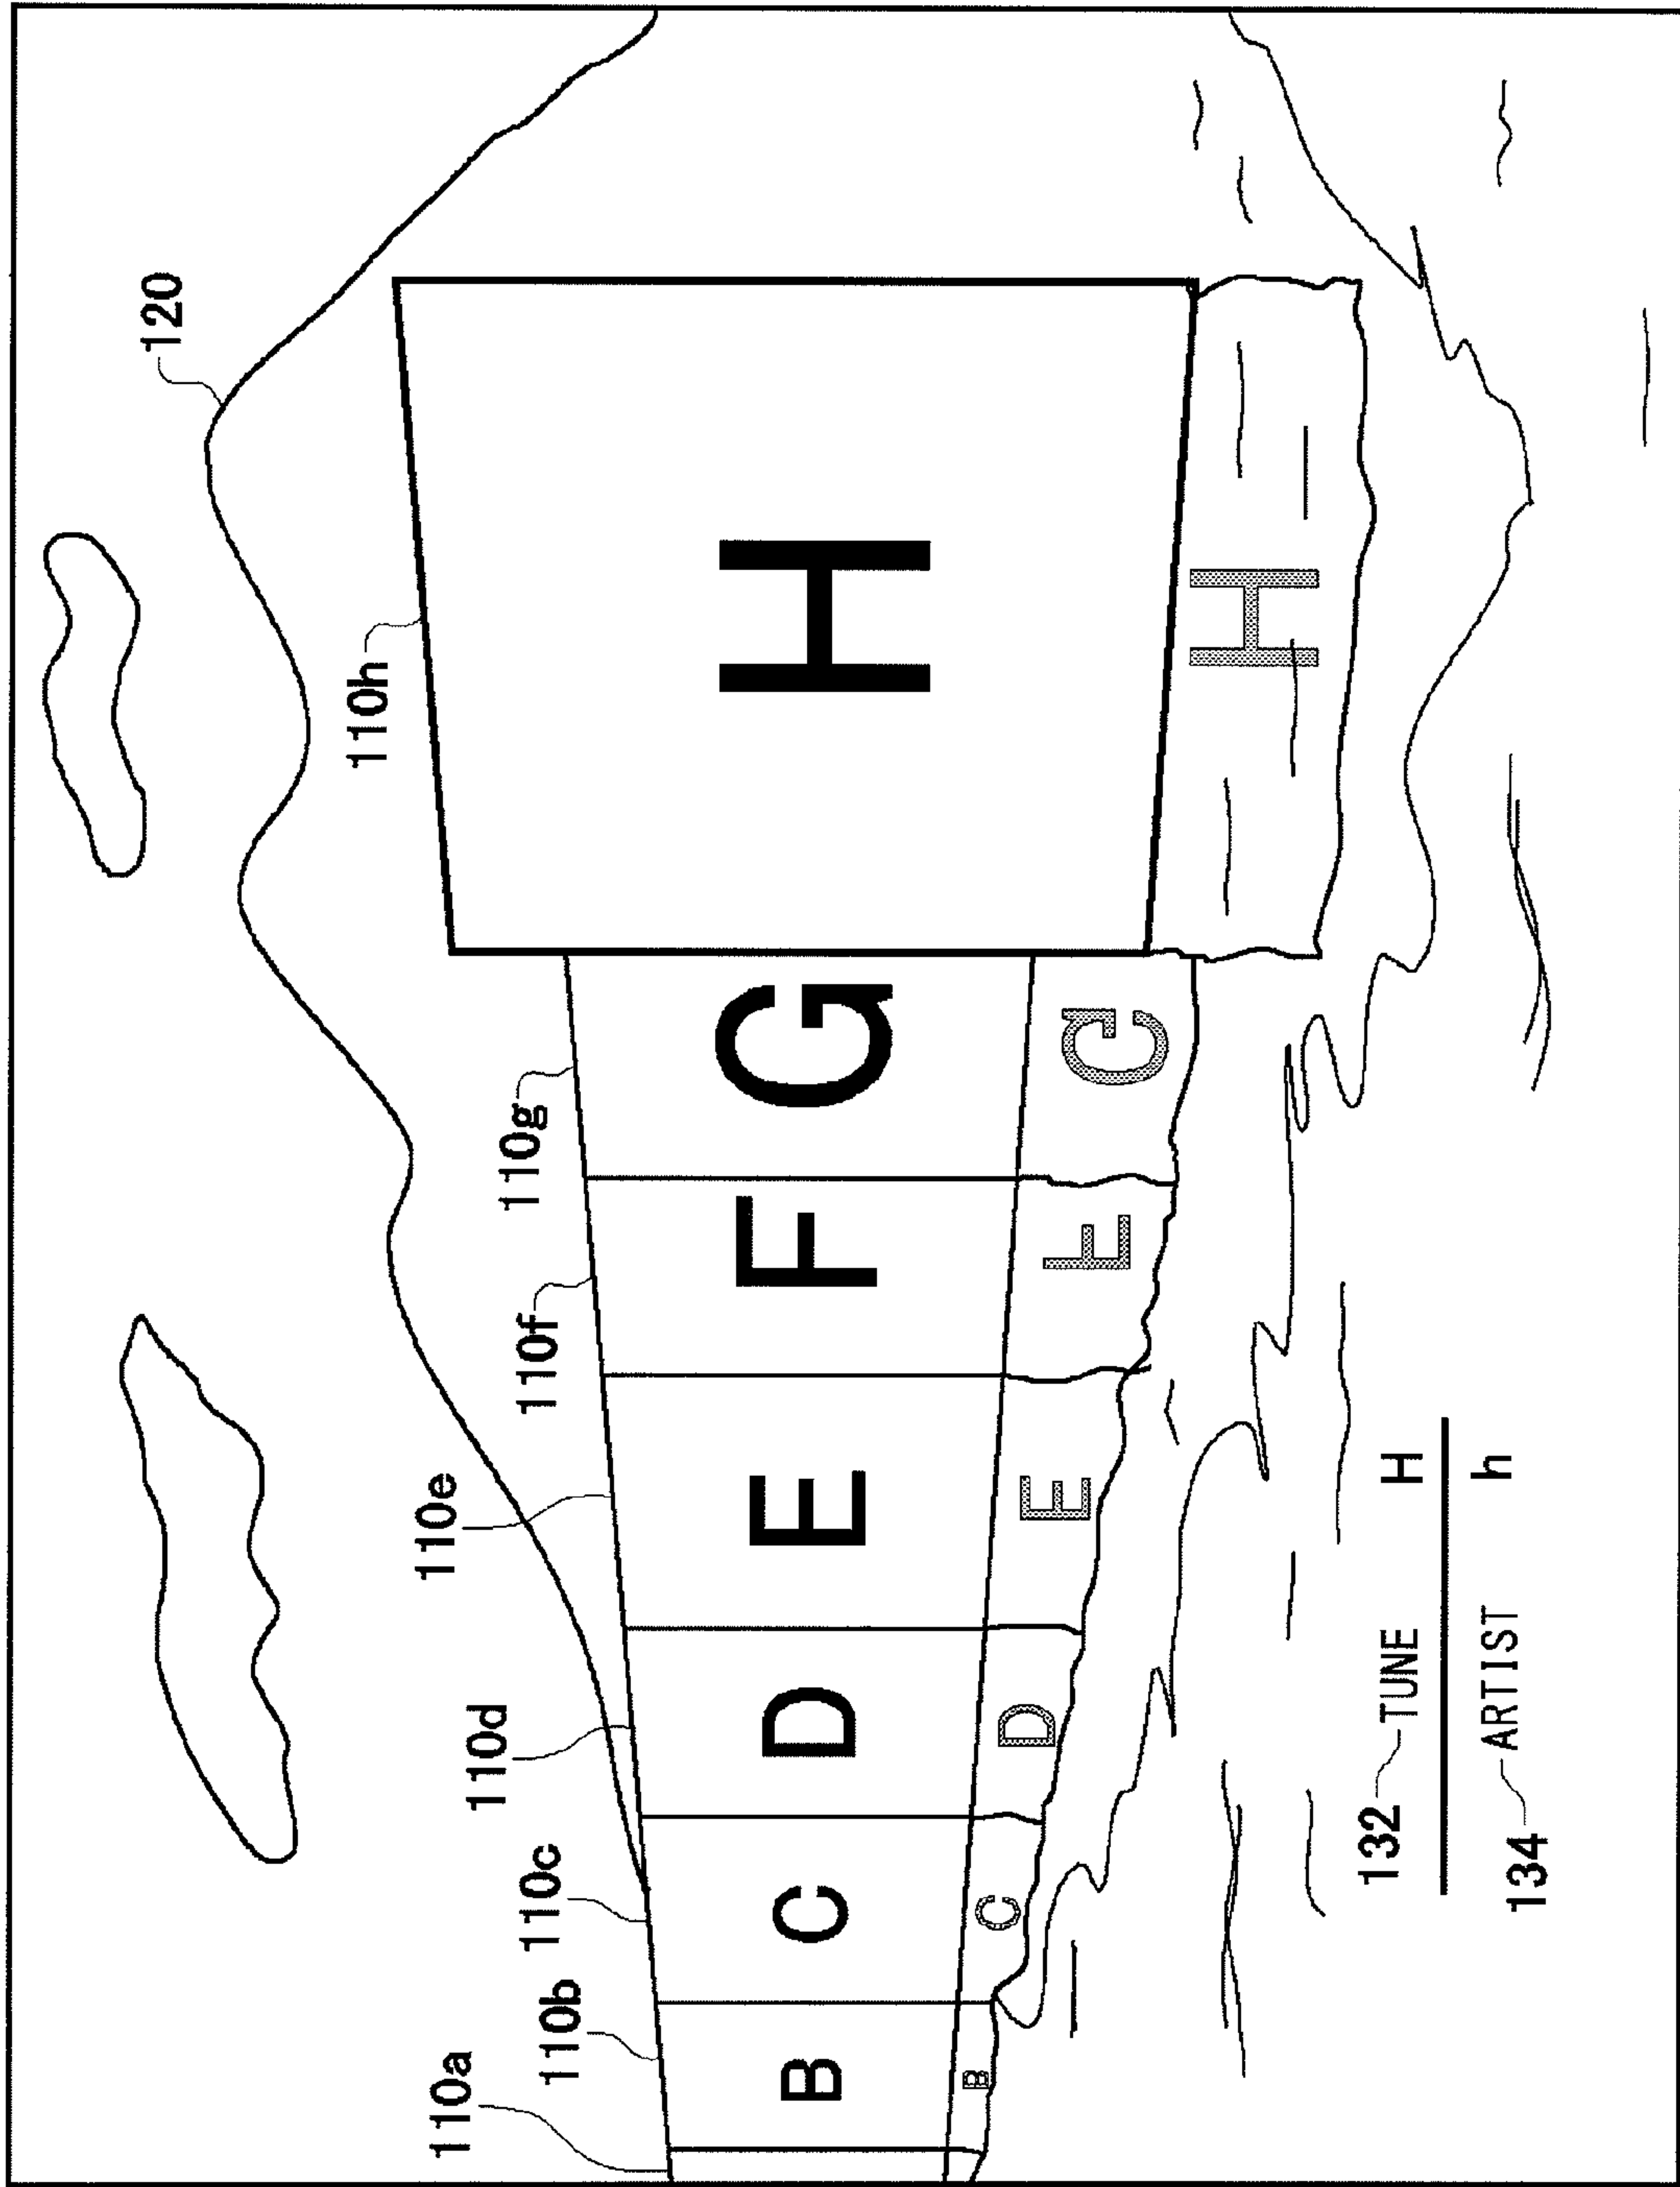 120
110h
110a 110b 110c 110d 110e 110f 110g
B C D E F G H
B C D E F G H
132 TUNE H
134 ARTIST h